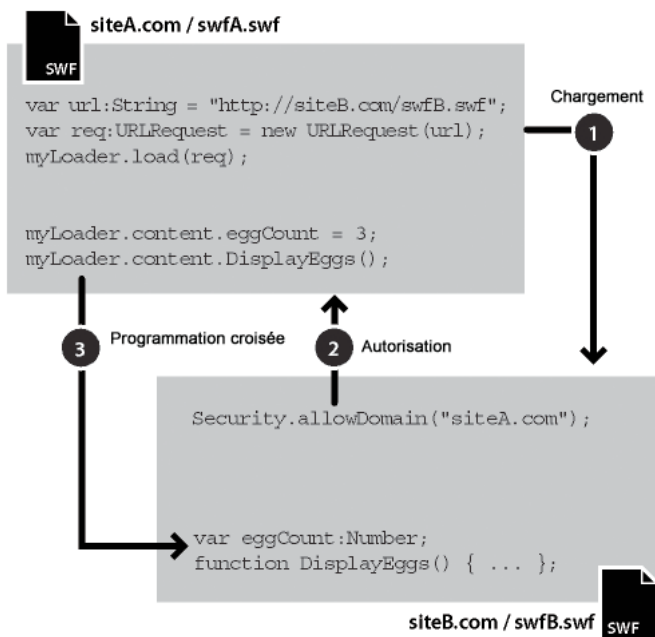 siteA.com / swfA.swf
SWF
var url:String = "http://siteB.com/swfB.swf";
var req:URLRequest = new URLRequest(url);
myLoader.load(req);
Chargement
1
myLoader.content.eggCount = 3;
myLoader.content.DisplayEggs();
3 Programmation croisée
2 Autorisation
Security.allowDomain("siteA.com");
var eggCount:Number;
function DisplayEggs() { ... };
siteB.com / swfB.swf
SWF